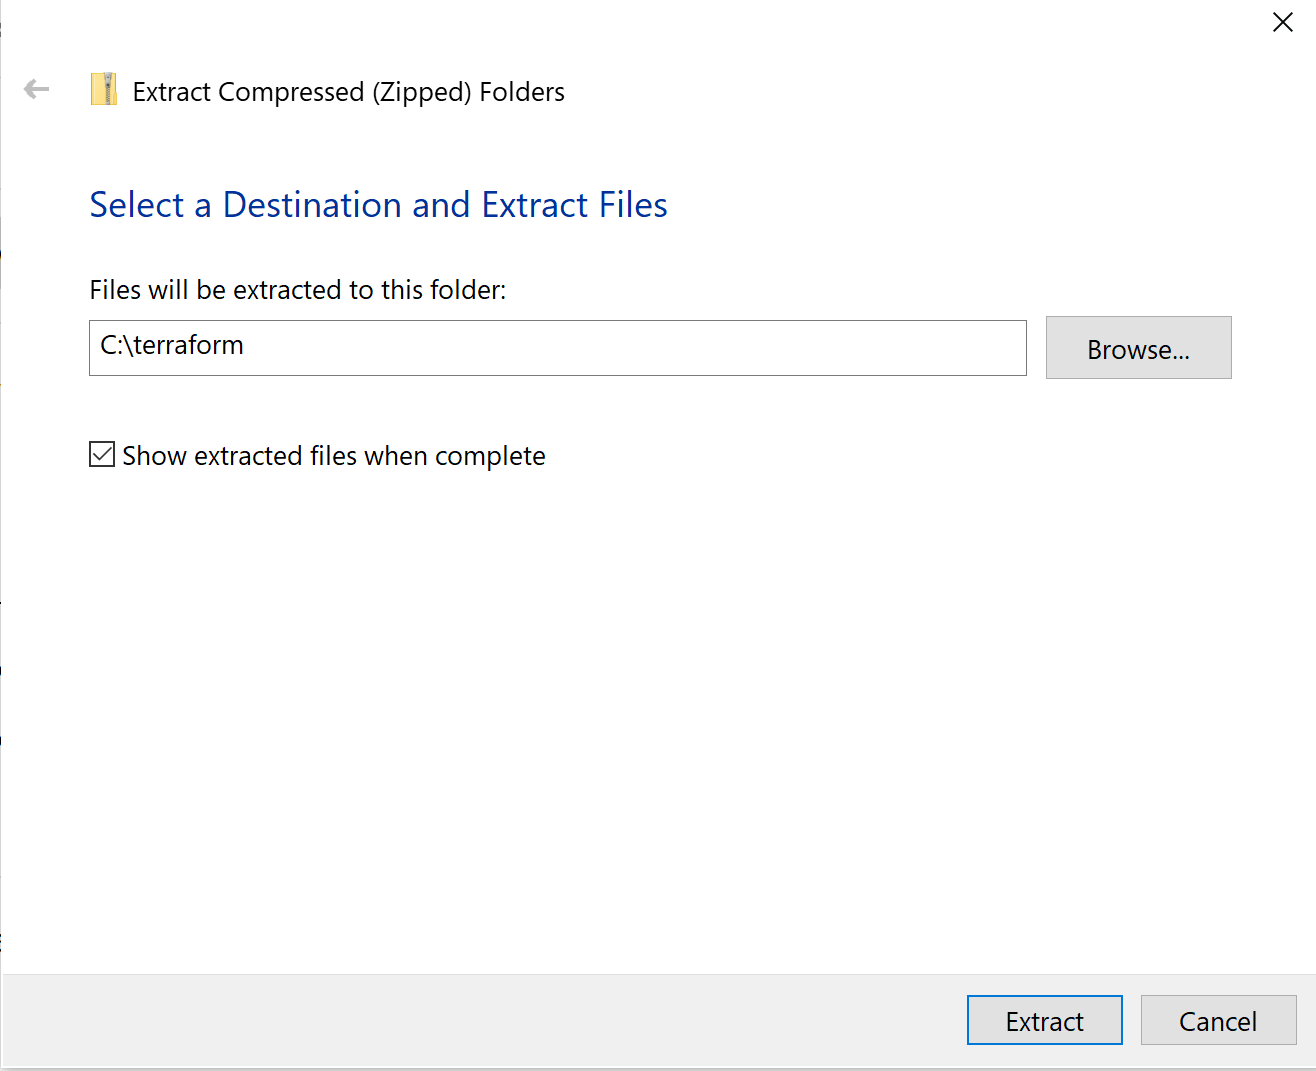 Extract Compressed (Zipped) Folders
Select a Destination and Extract Files
Files will be extracted to this folder:
C:\terraform
Browse...
Show extracted files when complete
Extract
Cancel